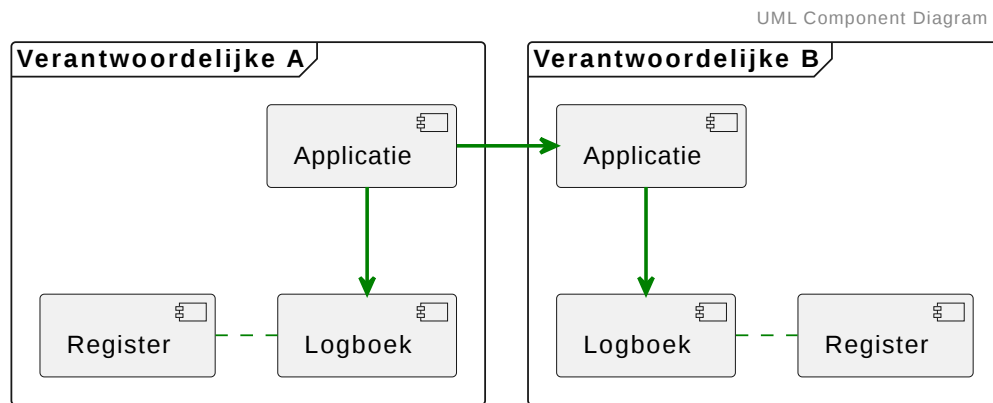 UML Component Diagram
Verantwoordelijke A
Verantwoordelijke B
Applicatie
Applicatie
Register
Logboek
Logboek
Register